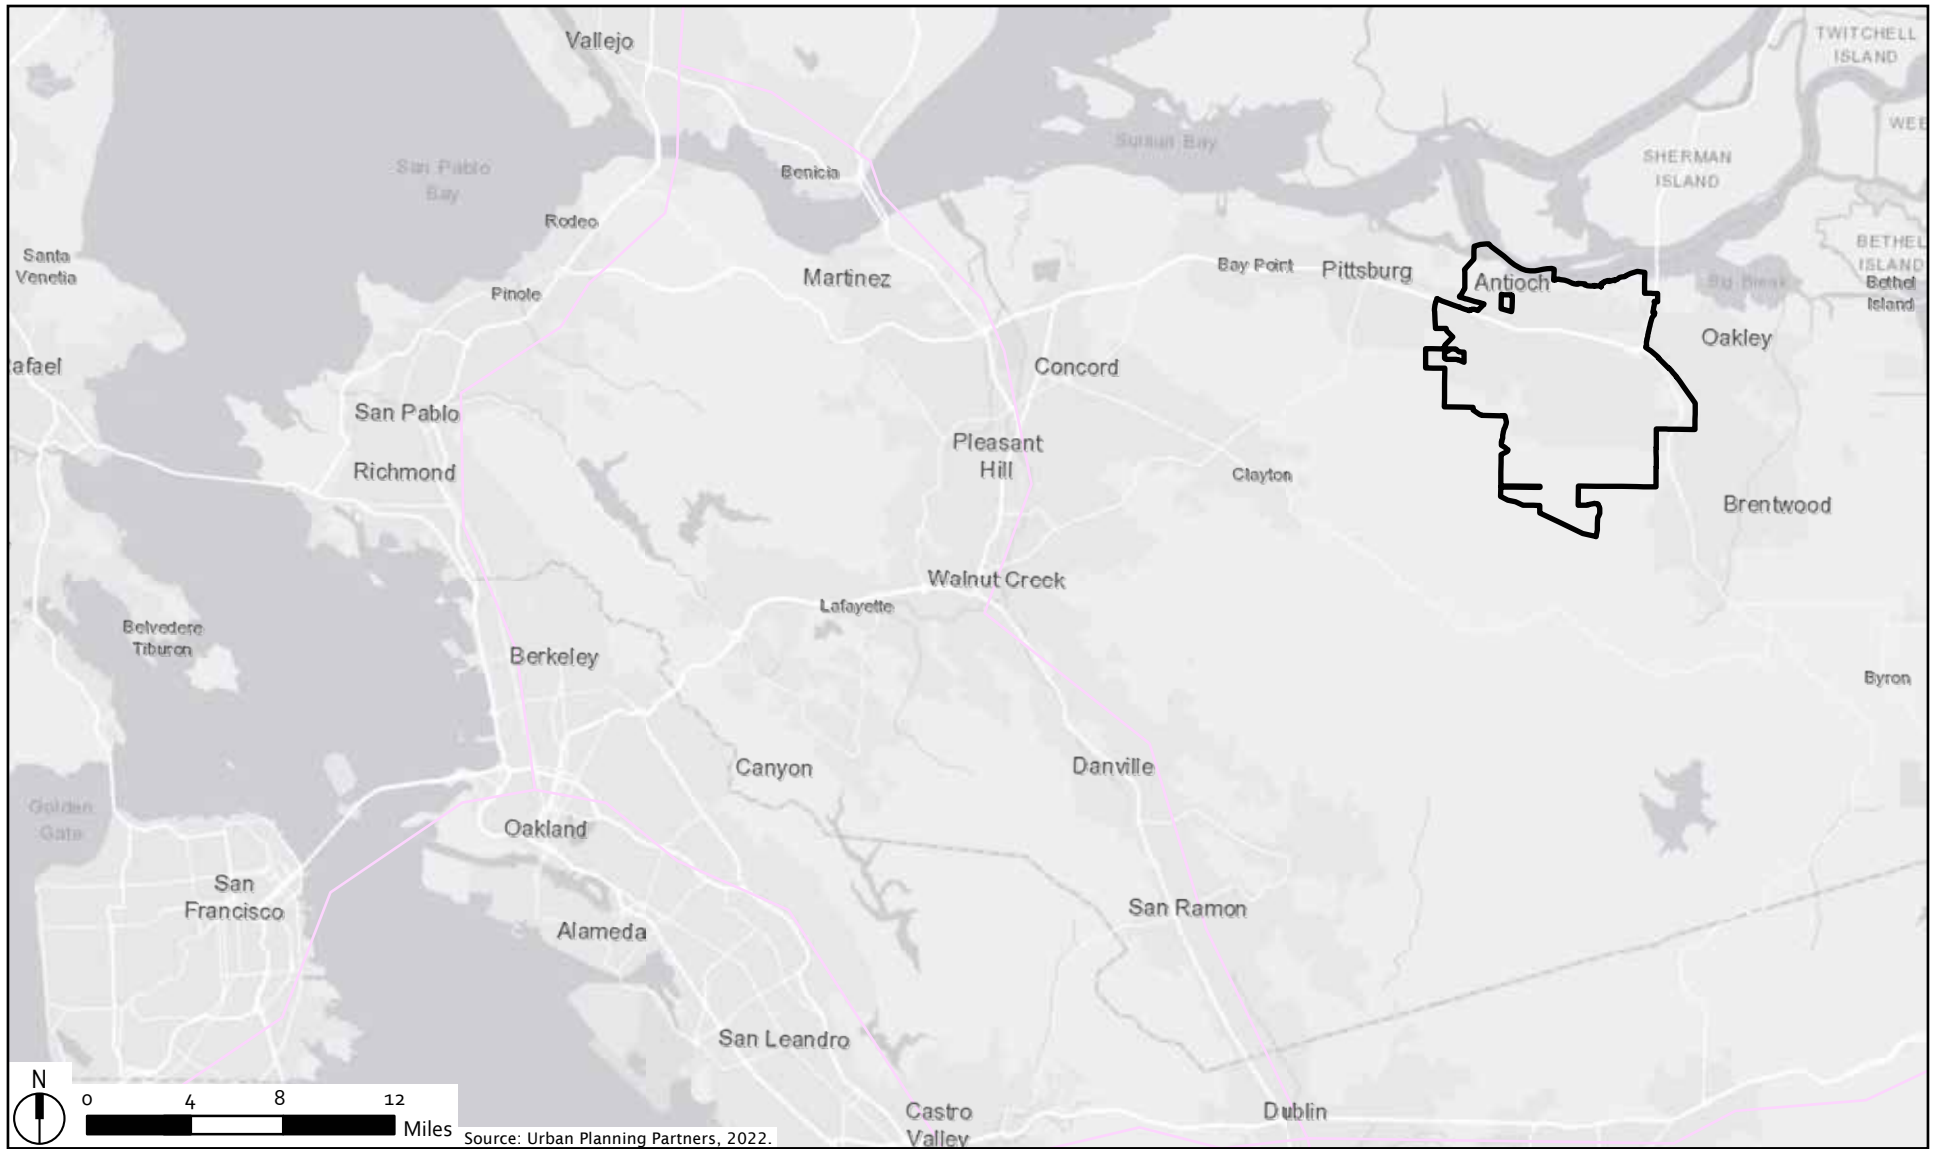 Vallejo
TWITCHELL
ISLAND
San Pablo
Bay
Benicia
Suisun Bay
SHERMAN
ISLAND
Rodeo
Santa
Venetia
Martinez
Pinole
Bay Point
Pittsburg
Antioch
BETHEL
ISLAND
Bethel
Island
Big Break
Oakley
Concord
San Pablo
Richmond
Pleasant
Hill
Clayton
Brentwood
Walnut Creek
Lafayette
Belvedere
Tiburon
Berkeley
Byron
Canyon
Danville
Golden
Gate
Oakland
San
Francisco
Alameda
San Ramon
San Leandro
Castro
Valley
Dublin
N
0 4 8 12
Miles
Source: Urban Planning Partners, 2022.